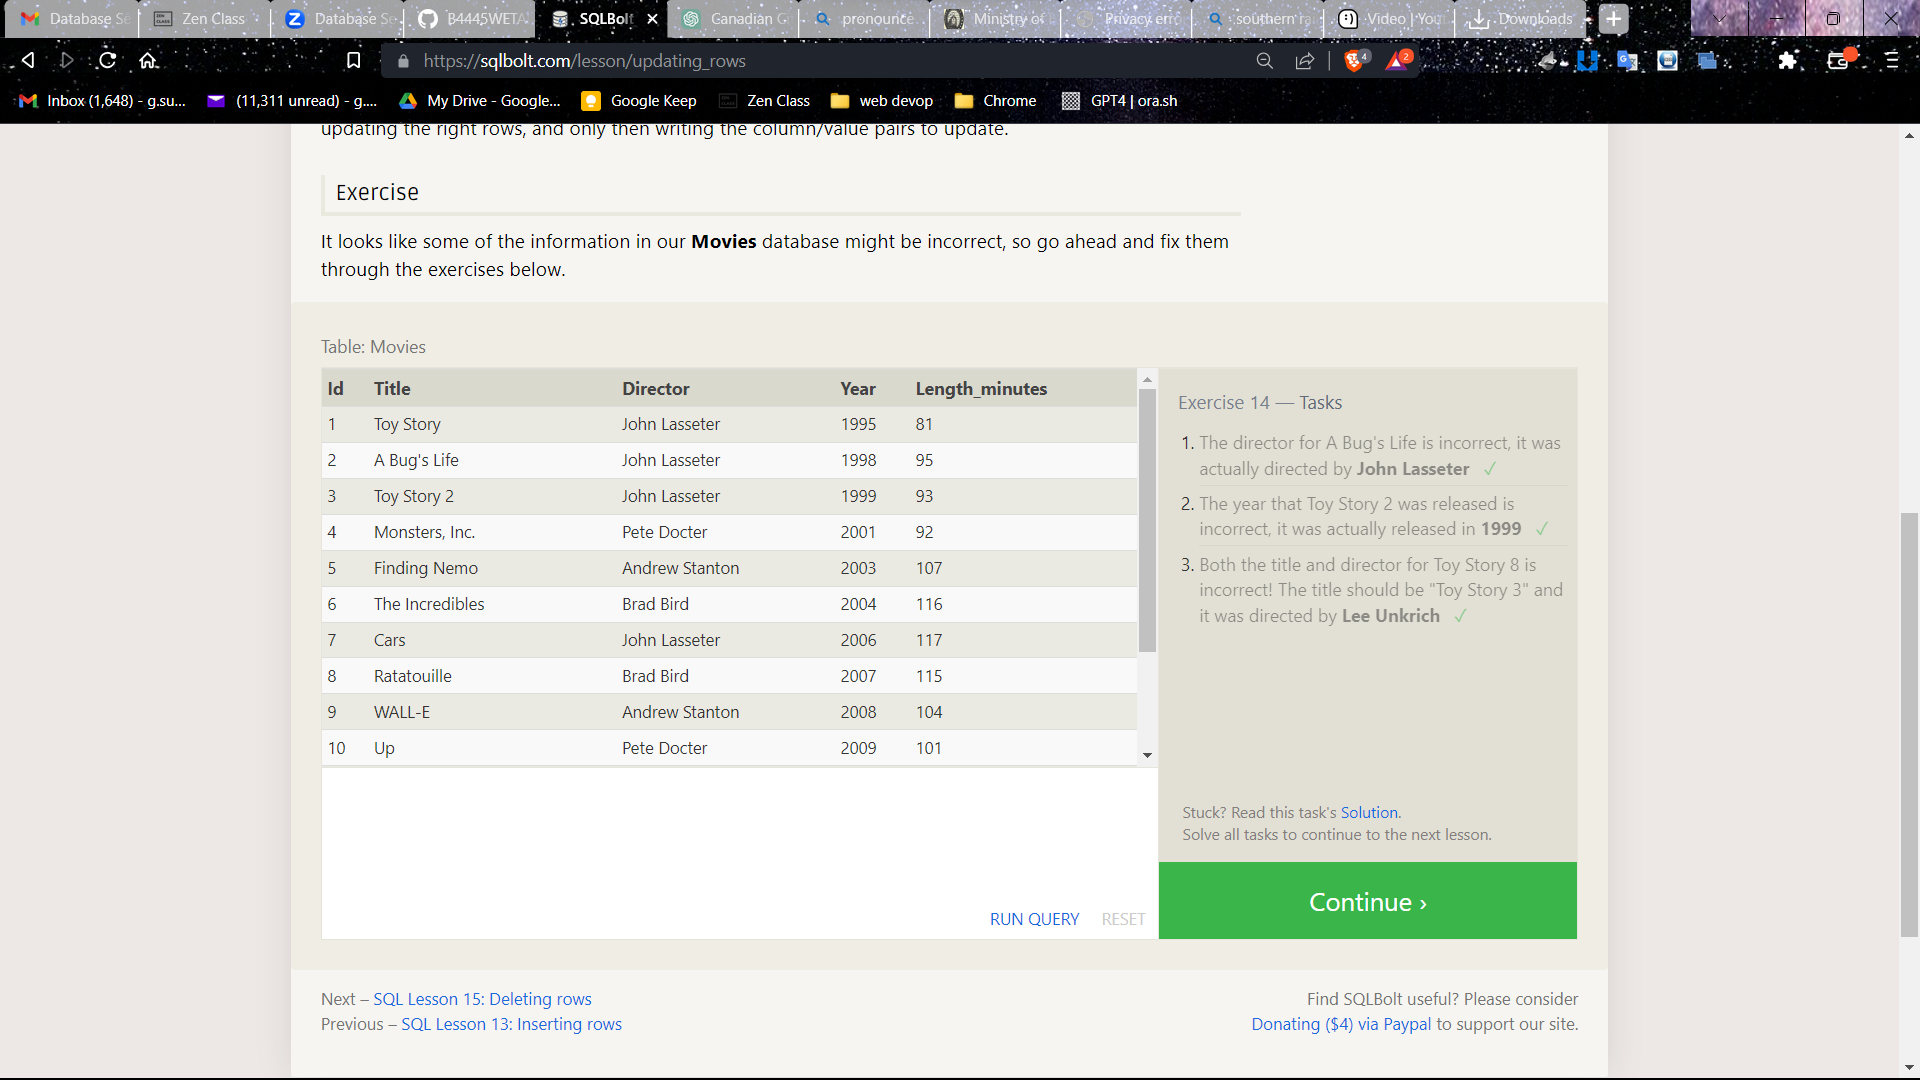 Database Se
Zen Class
Database Se
B4445WETA
SQLBolt
Canadian G
pronounce
Ministry of
Privacy erro
southern ra
Video | You
Downloads
https://sqlbolt.com/lesson/updating_rows
4
2
Inbox (1,648) - g.su...
(11,311 unread) - g....
My Drive - Google...
Google Keep
Zen Class
web devop
Chrome
GPT4 | ora.sh
updating the right rows, and only then writing the column/value pairs to update.
Exercise
It looks like some of the information in our Movies database might be incorrect, so go ahead and fix them
through the exercises below.
Table: Movies
Id Title Director Year Length_minutes
1 Toy Story John Lasseter 1995 81
2 A Bug's Life John Lasseter 1998 95
3 Toy Story 2 John Lasseter 1999 93
4 Monsters, Inc. Pete Docter 2001 92
5 Finding Nemo Andrew Stanton 2003 107
6 The Incredibles Brad Bird 2004 116
7 Cars John Lasseter 2006 117
8 Ratatouille Brad Bird 2007 115
9 WALL-E Andrew Stanton 2008 104
10 Up Pete Docter 2009 101
RUN QUERY RESET
Exercise 14 — Tasks
1. The director for A Bug's Life is incorrect, it was
actually directed by John Lasseter ✓
2. The year that Toy Story 2 was released is
incorrect, it was actually released in 1999 ✓
3. Both the title and director for Toy Story 8 is
incorrect! The title should be "Toy Story 3" and
it was directed by Lee Unkrich ✓
Stuck? Read this task's Solution.
Solve all tasks to continue to the next lesson.
Continue ›
Next – SQL Lesson 15: Deleting rows
Previous – SQL Lesson 13: Inserting rows
Find SQLBolt useful? Please consider
Donating ($4) via Paypal to support our site.